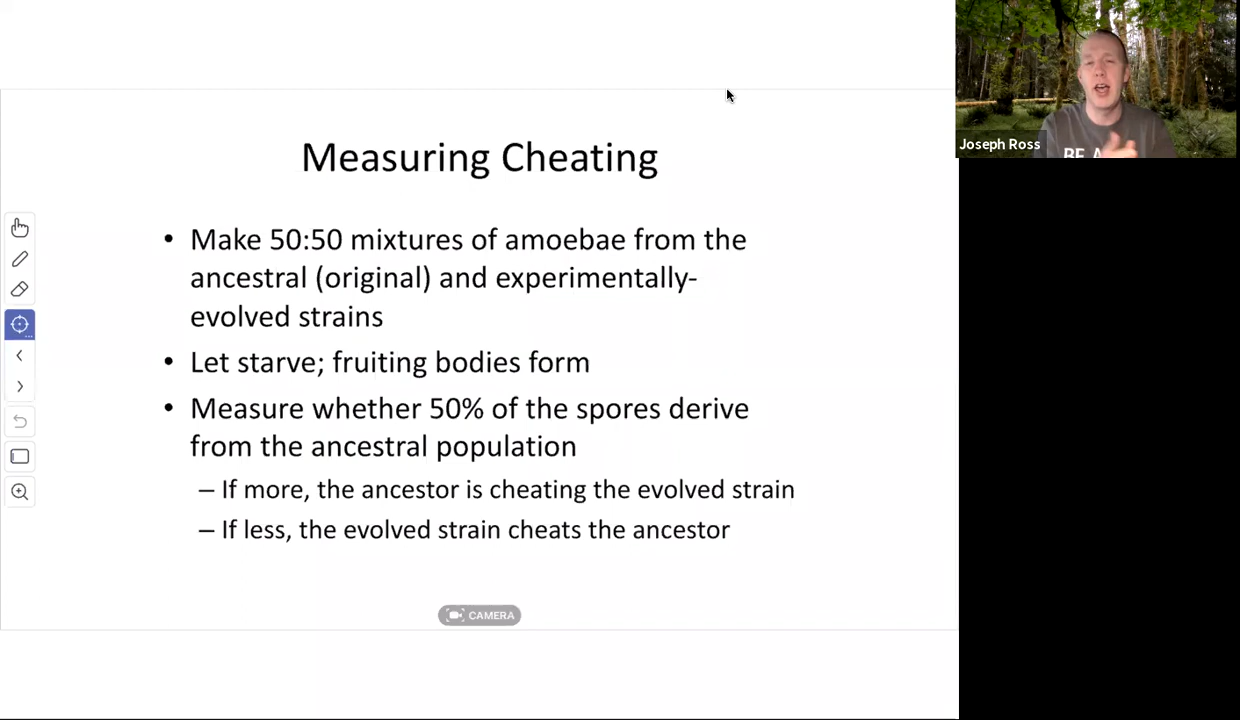 Measuring Cheating
• Make 50:50 mixtures of amoebae from the
ancestral (original) and experimentally-
evolved strains
• Let starve; fruiting bodies form
• Measure whether 50% of the spores derive
from the ancestral population
– If more, the ancestor is cheating the evolved strain
– If less, the evolved strain cheats the ancestor
CAMERA
Joseph Ross
BE A